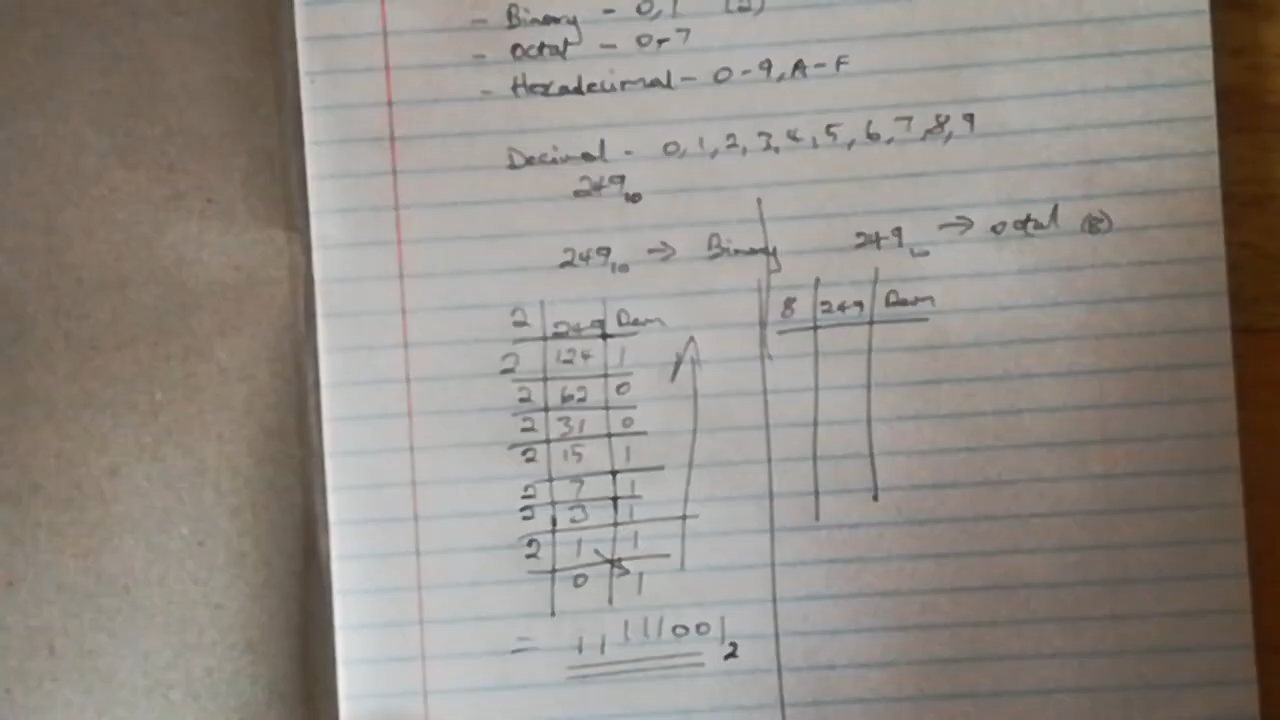 - Binary - 0,1 (2)
- Octal - 0-7
- Hexadecimal - 0-9, A-F
Decimal - 0,1,2,3,4,5,6,7,8,9
249₁₀
249₁₀ → Binary
2 | 249 | Rem
2 | 124 | 1
2 | 62 | 0
2 | 31 | 0
2 | 15 | 1
2 | 7 | 1
2 | 3 | 1
2 | 1 | 1
0 | 1
= 11111001₂
249₁₀ → octal (8)
8 | 249 | Rem